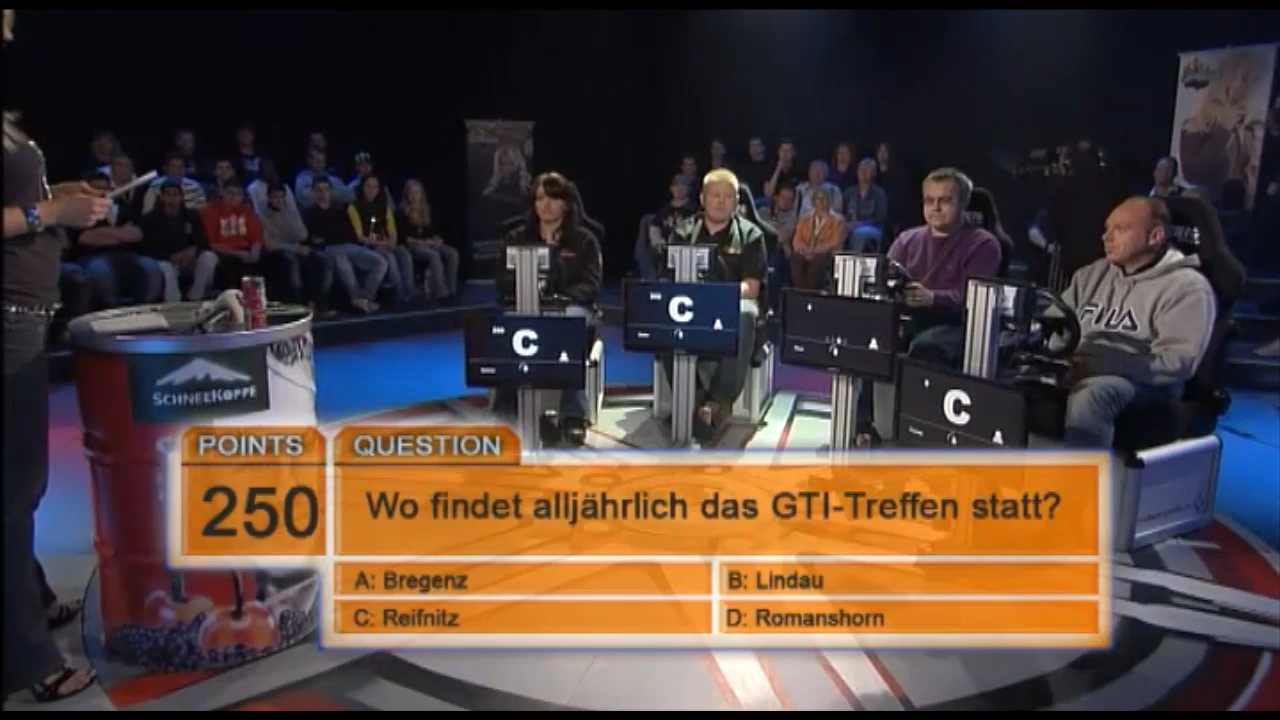 C
A
C
A
A
C
A
FILA
SCHNEEKOPPE
POINTS
QUESTION
250
Wo findet alljährlich das GTI-Treffen statt?
A: Bregenz
B: Lindau
C: Reifnitz
D: Romanshorn